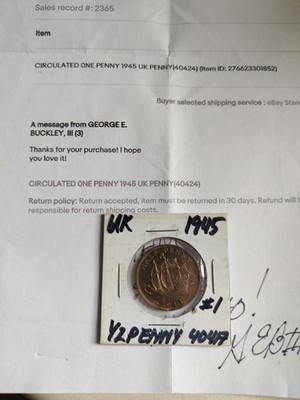 Sales record #: 2365
Item
CIRCULATED ONE PENNY 1945 UK PENNY(40424) (Item ID: 276623301852)
Buyer selected shipping service : eBay Stan
A message from GEORGE E.
BUCKLEY, III (3)
Thanks for your purchase! I hope
you love it!
CIRCULATED ONE PENNY 1945 UK PENNY(40424)
Return policy: Return accepted, item must be returned in 30 days. Refund will b
responsible for return shipping costs.
UK 1945
#1
1/2 PENNY